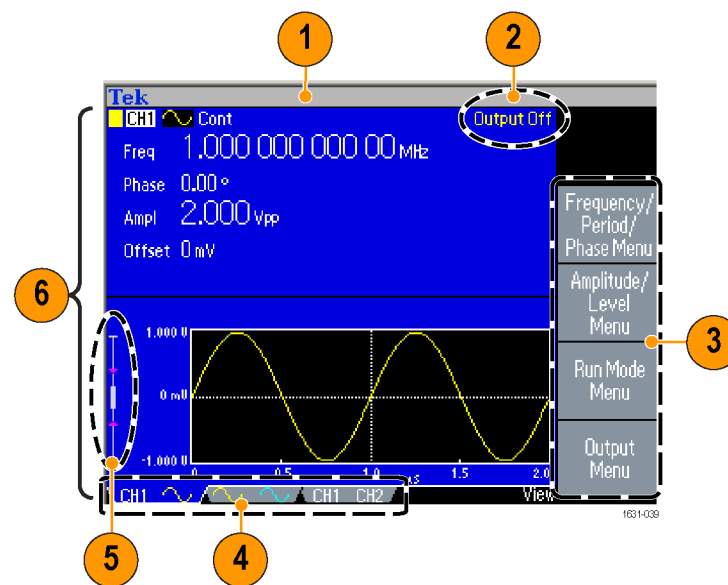 1
2
Tek
CH1 Cont
Output Off
Freq 1.000 000 000 00 MHz
Phase 0.00 °
Ampl 2.000 Vpp
Offset 0 mV
Frequency/
Period/
Phase Menu
Amplitude/
Level
Menu
Run Mode
Menu
Output
Menu
3
6
1.000 V
0 mV
-1.000 V
0 0.5 1.0 µs 1.5 2.0
CH1 CH1 CH2 View
1631-039
5
4